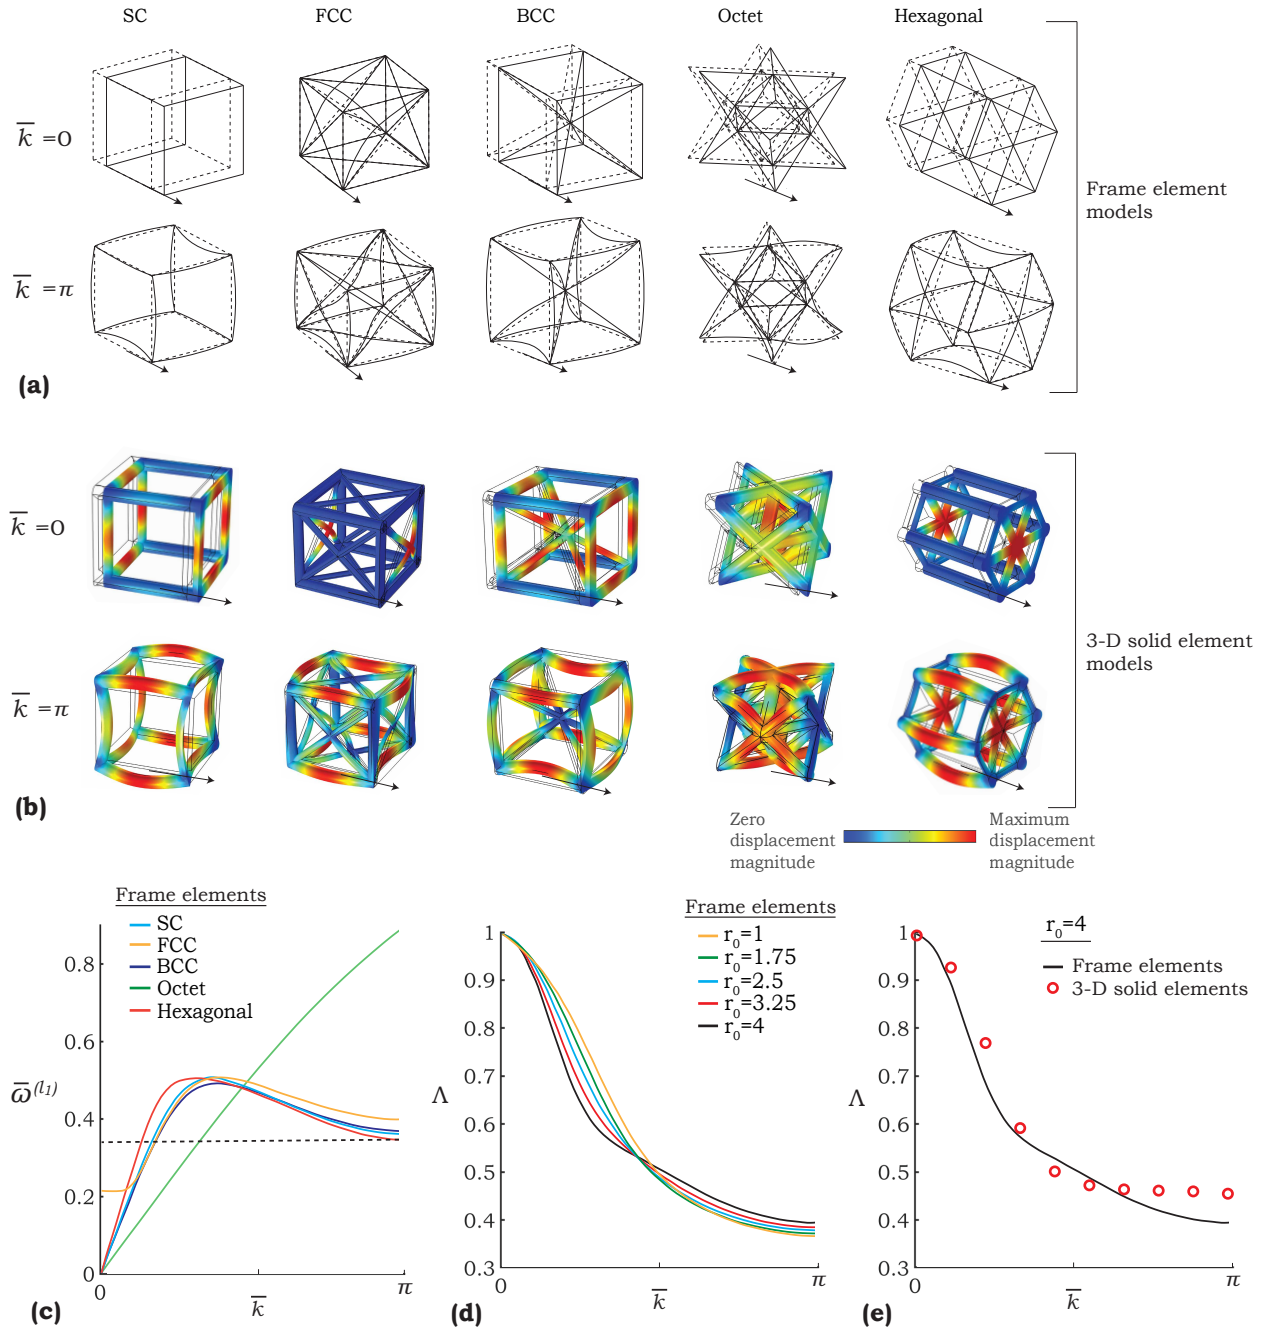 SC FCC BCC Octet Hexagonal
k̅ =0
Frame element
models
k̅ =π
(a)
k̅ =0
3-D solid element
models
k̅ =π
(b)
Zero
displacement
magnitude
Maximum
displacement
magnitude
Frame elements
SC
FCC
BCC
Octet
Hexagonal
0.8
0.6
ω̅(l₁)
0.4
0.2
0
0
k̅
π
(c)
Frame elements
r₀=1
r₀=1.75
r₀=2.5
r₀=3.25
r₀=4
1
0.9
0.8
0.7
Λ
0.6
0.5
0.4
0.3
0
k̅
π
(d)
r₀=4
Frame elements
3-D solid elements
1
0.9
0.8
0.7
Λ
0.6
0.5
0.4
0.3
0
k̅
π
(e)